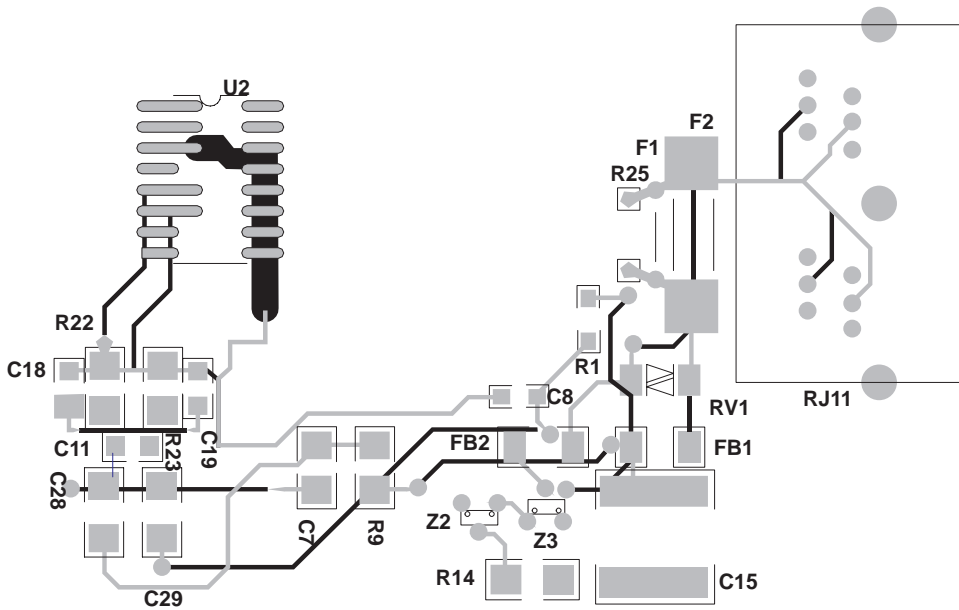 U2
F2
F1
R25
R22
C18
R1
C8
RV1
RJ11
C11
R23
C19
FB2
FB1
C28
C7
R9
Z2
Z3
R14
C15
C29